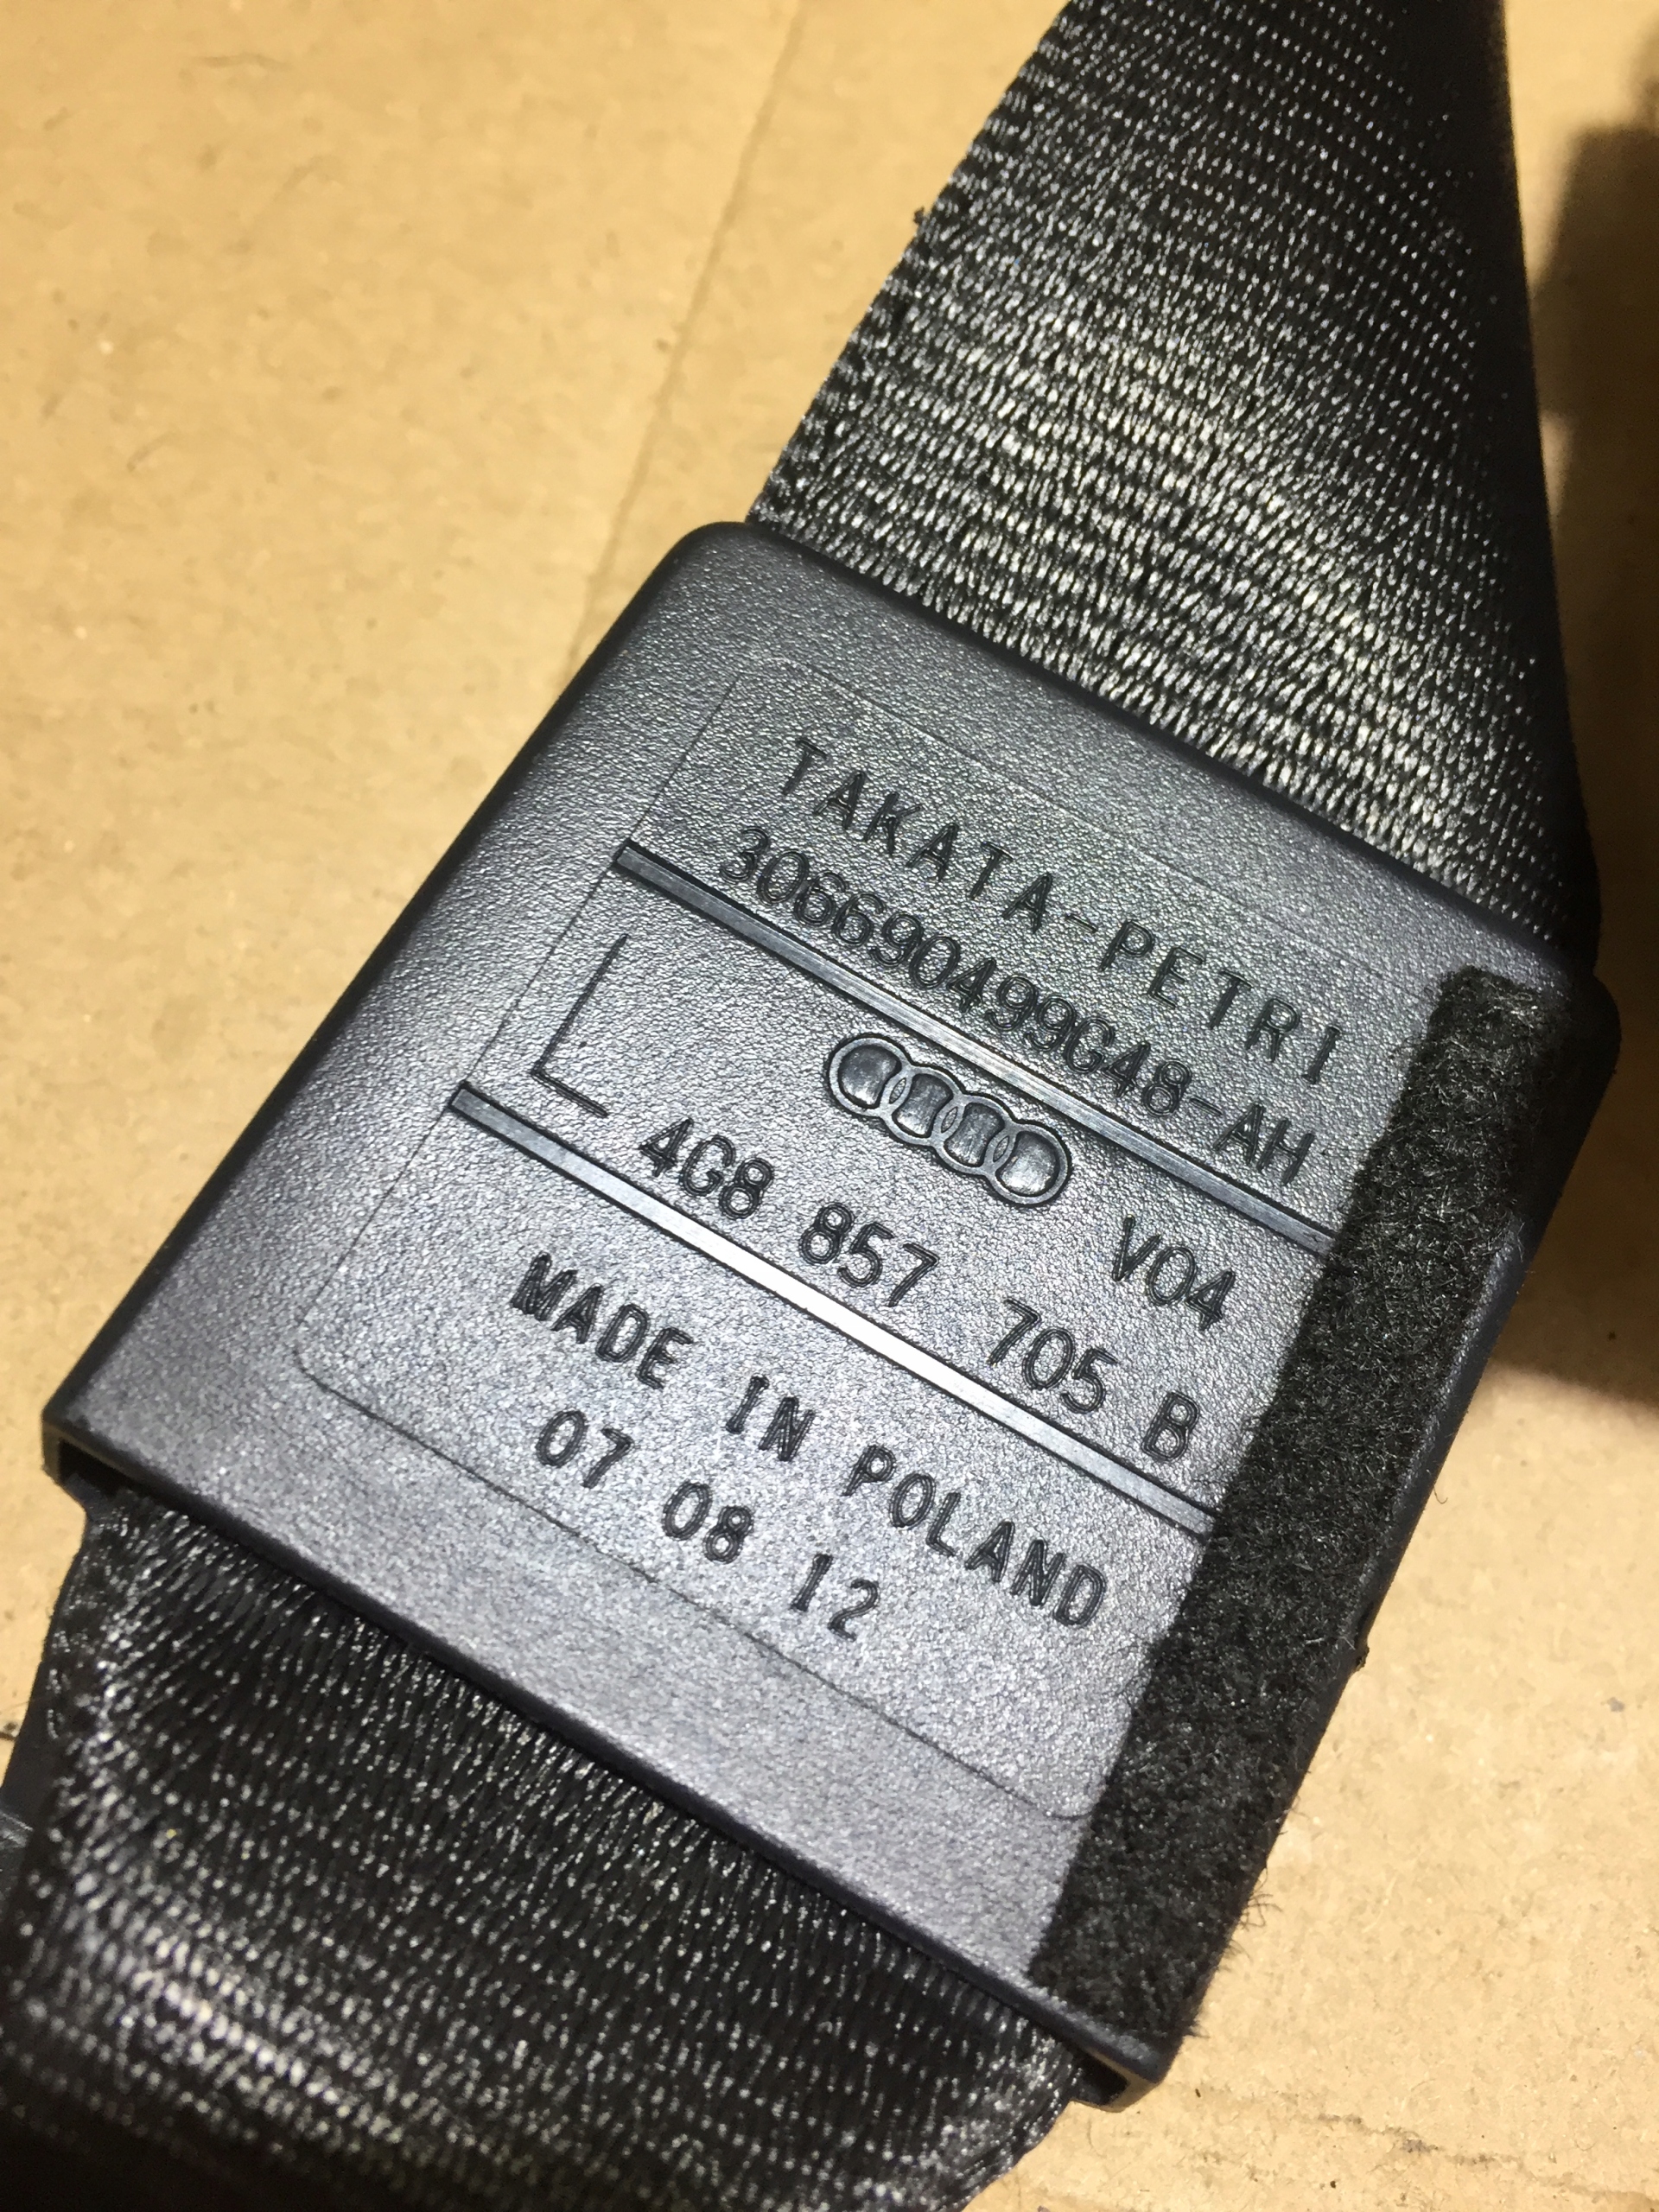 TAKATA-PETRI
306690499G48-AH
L
V04
4G8 857 705 B
MADE IN POLAND
07 08 12